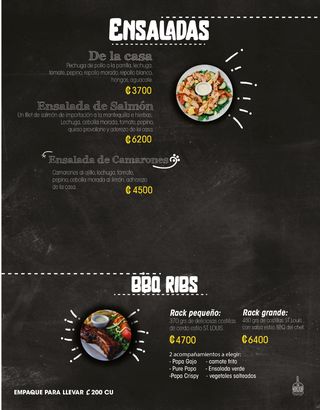 ENSALADAS
De la casa
Pechuga de pollo a la parrilla, lechuga,
tomate, pepino, repollo morado, repollo blanco,
hongos, aguacate.
₡3700
Ensalada de Salmón
Un filet de salmón de importación a la mantequilla e hierbas,
Lechuga, cebolla morada, tomate, pepino,
queso provolone y aderezo de la casa.
₡6200
Ensalada de Camarones
Camarones al ajillo, lechuga, tomate,
pepino, cebolla morada al limón, adherezo
de la casa.
₡4500
BBQ RIBS
Rack pequeño:
370 grs de deliciosas costillas
de cerdo estilo ST LOUIS
₡4700
Rack grande:
480 grs de costillas ST Louis
con salsa estilo BBQ del chef.
₡6400
2 acompañamientos a elegir:
- Papa Gajo - camote frito
- Pure Papa - Ensalada verde
-Papa Crispy - vegetales salteados
EMPAQUE PARA LLEVAR ₡ 200 CU